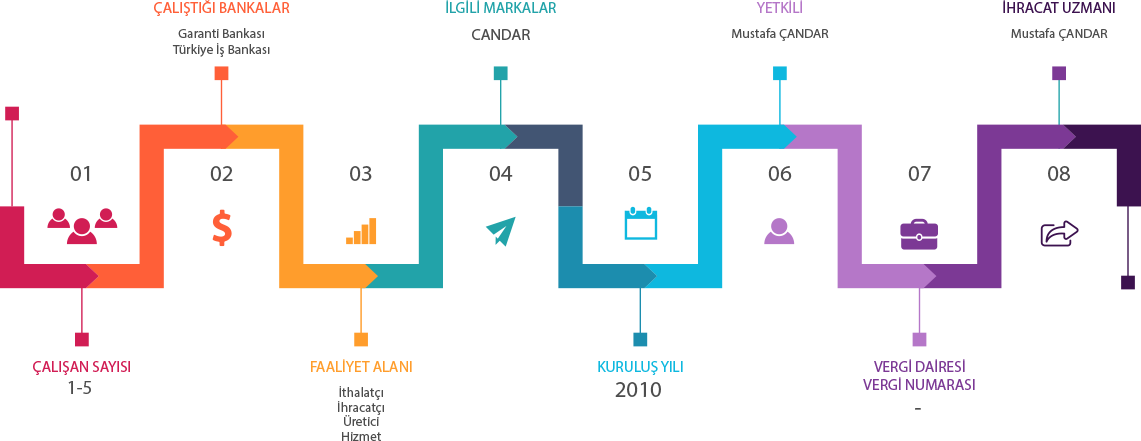 ÇALIŞTIĞI BANKALAR
Garanti Bankası
Türkiye İş Bankası
İLGİLİ MARKALAR
CANDAR
YETKİLİ
Mustafa ÇANDAR
İHRACAT UZMANI
Mustafa ÇANDAR
01
02
03
04
05
06
07
08
ÇALIŞAN SAYISI
1-5
FAALİYET ALANI
İthalatçı
İhracatçı
Üretici
Hizmet
KURULUŞ YILI
2010
VERGİ DAİRESİ
VERGİ NUMARASI
-